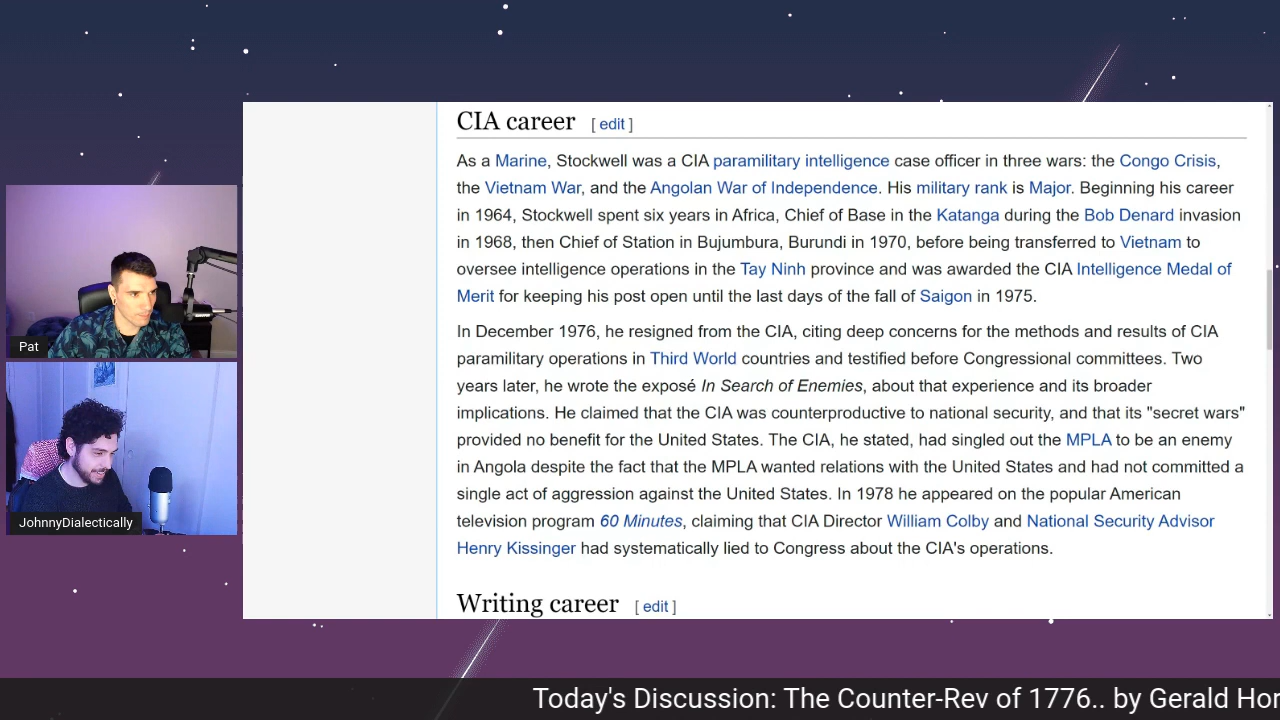 CIA career [ edit ]
As a Marine, Stockwell was a CIA paramilitary intelligence case officer in three wars: the Congo Crisis,
the Vietnam War, and the Angolan War of Independence. His military rank is Major. Beginning his career
in 1964, Stockwell spent six years in Africa, Chief of Base in the Katanga during the Bob Denard invasion
in 1968, then Chief of Station in Bujumbura, Burundi in 1970, before being transferred to Vietnam to
oversee intelligence operations in the Tay Ninh province and was awarded the CIA Intelligence Medal of
Merit for keeping his post open until the last days of the fall of Saigon in 1975.
In December 1976, he resigned from the CIA, citing deep concerns for the methods and results of CIA
paramilitary operations in Third World countries and testified before Congressional committees. Two
years later, he wrote the exposé In Search of Enemies, about that experience and its broader
implications. He claimed that the CIA was counterproductive to national security, and that its "secret wars"
provided no benefit for the United States. The CIA, he stated, had singled out the MPLA to be an enemy
in Angola despite the fact that the MPLA wanted relations with the United States and had not committed a
single act of aggression against the United States. In 1978 he appeared on the popular American
television program 60 Minutes, claiming that CIA Director William Colby and National Security Advisor
Henry Kissinger had systematically lied to Congress about the CIA's operations.
Writing career [ edit ]
Pat
JohnnyDialectically
Today's Discussion: The Counter-Rev of 1776.. by Gerald Hor